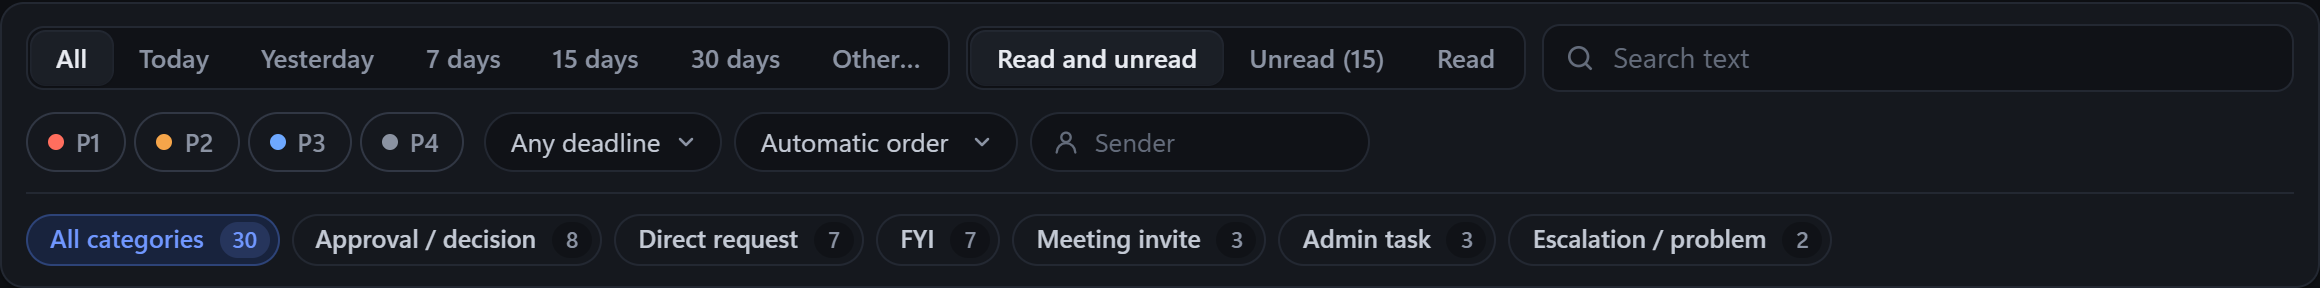 All Today Yesterday 7 days 15 days 30 days Other... Read and unread Unread (15) Read Search text
P1 P2 P3 P4 Any deadline Automatic order Sender
All categories 30 Approval / decision 8 Direct request 7 FYI 7 Meeting invite 3 Admin task 3 Escalation / problem 2